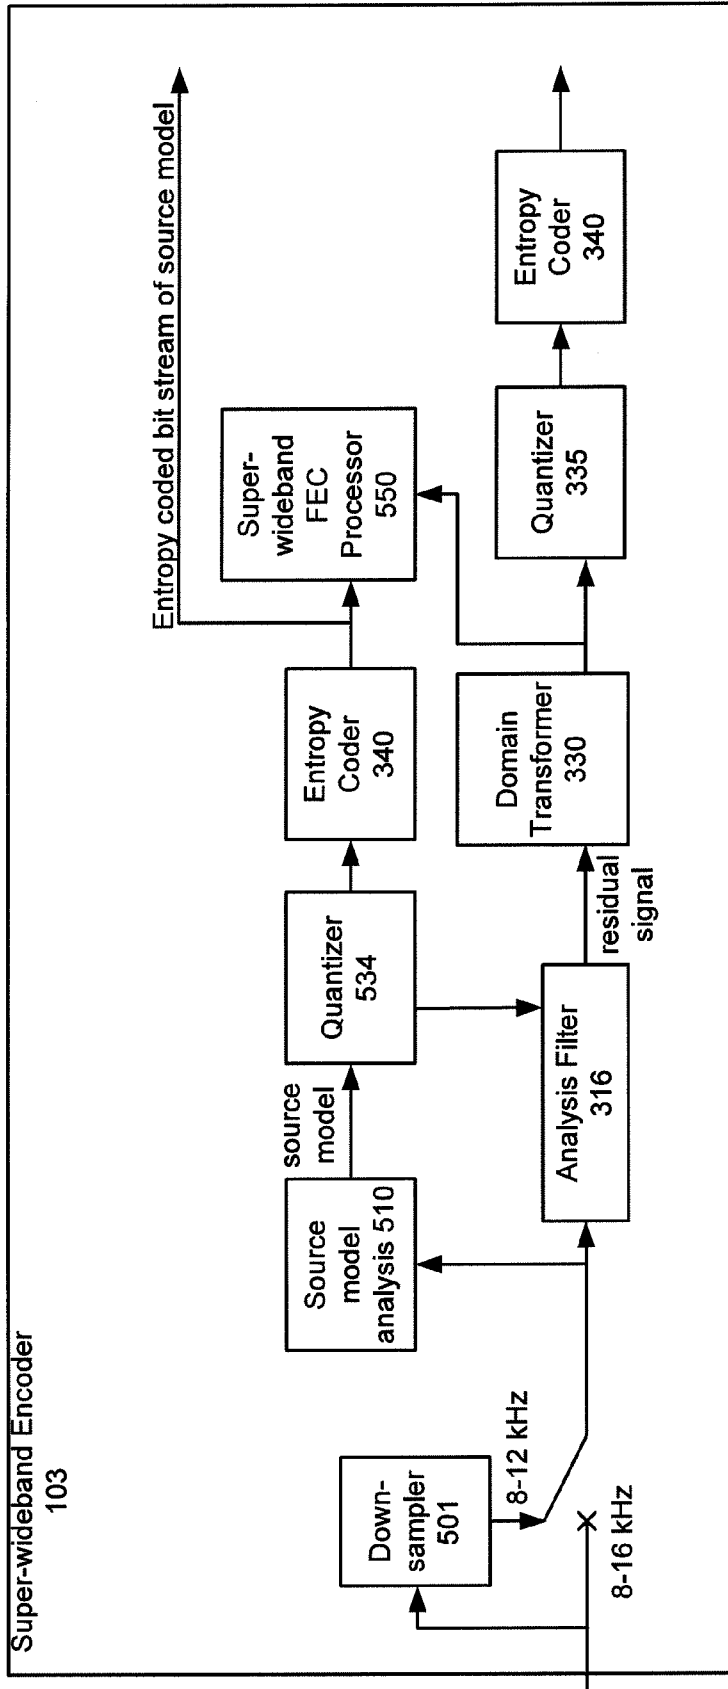 Super-wideband Encoder
103
Entropy coded bit stream of source model
Down-
sampler
501
8-12 kHz
8-16 kHz
Source
model
analysis 510
source
model
Quantizer
534
Entropy
Coder
340
Super-
wideband
FEC
Processor
550
Analysis Filter
316
residual
signal
Domain
Transformer
330
Quantizer
335
Entropy
Coder
340